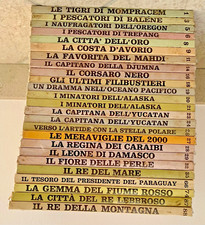 LE TIGRI DI MOMPRACEM
I PESCATORI DI BALENE
I NAUFRAGATORI DELL'OREGON
I PESCATORI DI TREPANG
LA CITTA' DELL'ORO
LA COSTA D'AVORIO
LA FAVORITA DEL MAHDI
IL CAPITANO DELLA DJUMNA
IL CORSARO NERO
GLI ULTIMI FILIBUSTIERI
UN DRAMMA NELL'OCEANO PACIFICO
I MINATORI DELL'ALASKA
I MINATORI DELL'ALASKA
LA CAPITANA DELL'YUCATAN
LA CAPITANA DELL'YUCATAN
VERSO L'ARTIDE CON LA STELLA POLARE
LE MERAVIGLIE DEL 2000
LA REGINA DEI CARAIBI
IL LEONE DI DAMASCO
IL FIORE DELLE PERLE
IL RE DEL MARE
IL TESORO DEL PRESIDENTE DEL PARAGUAY
LA GEMMA DEL FIUME ROSSO
LA CITTÀ DEL RE LEBBROSO
IL RE DELLA MONTAGNA